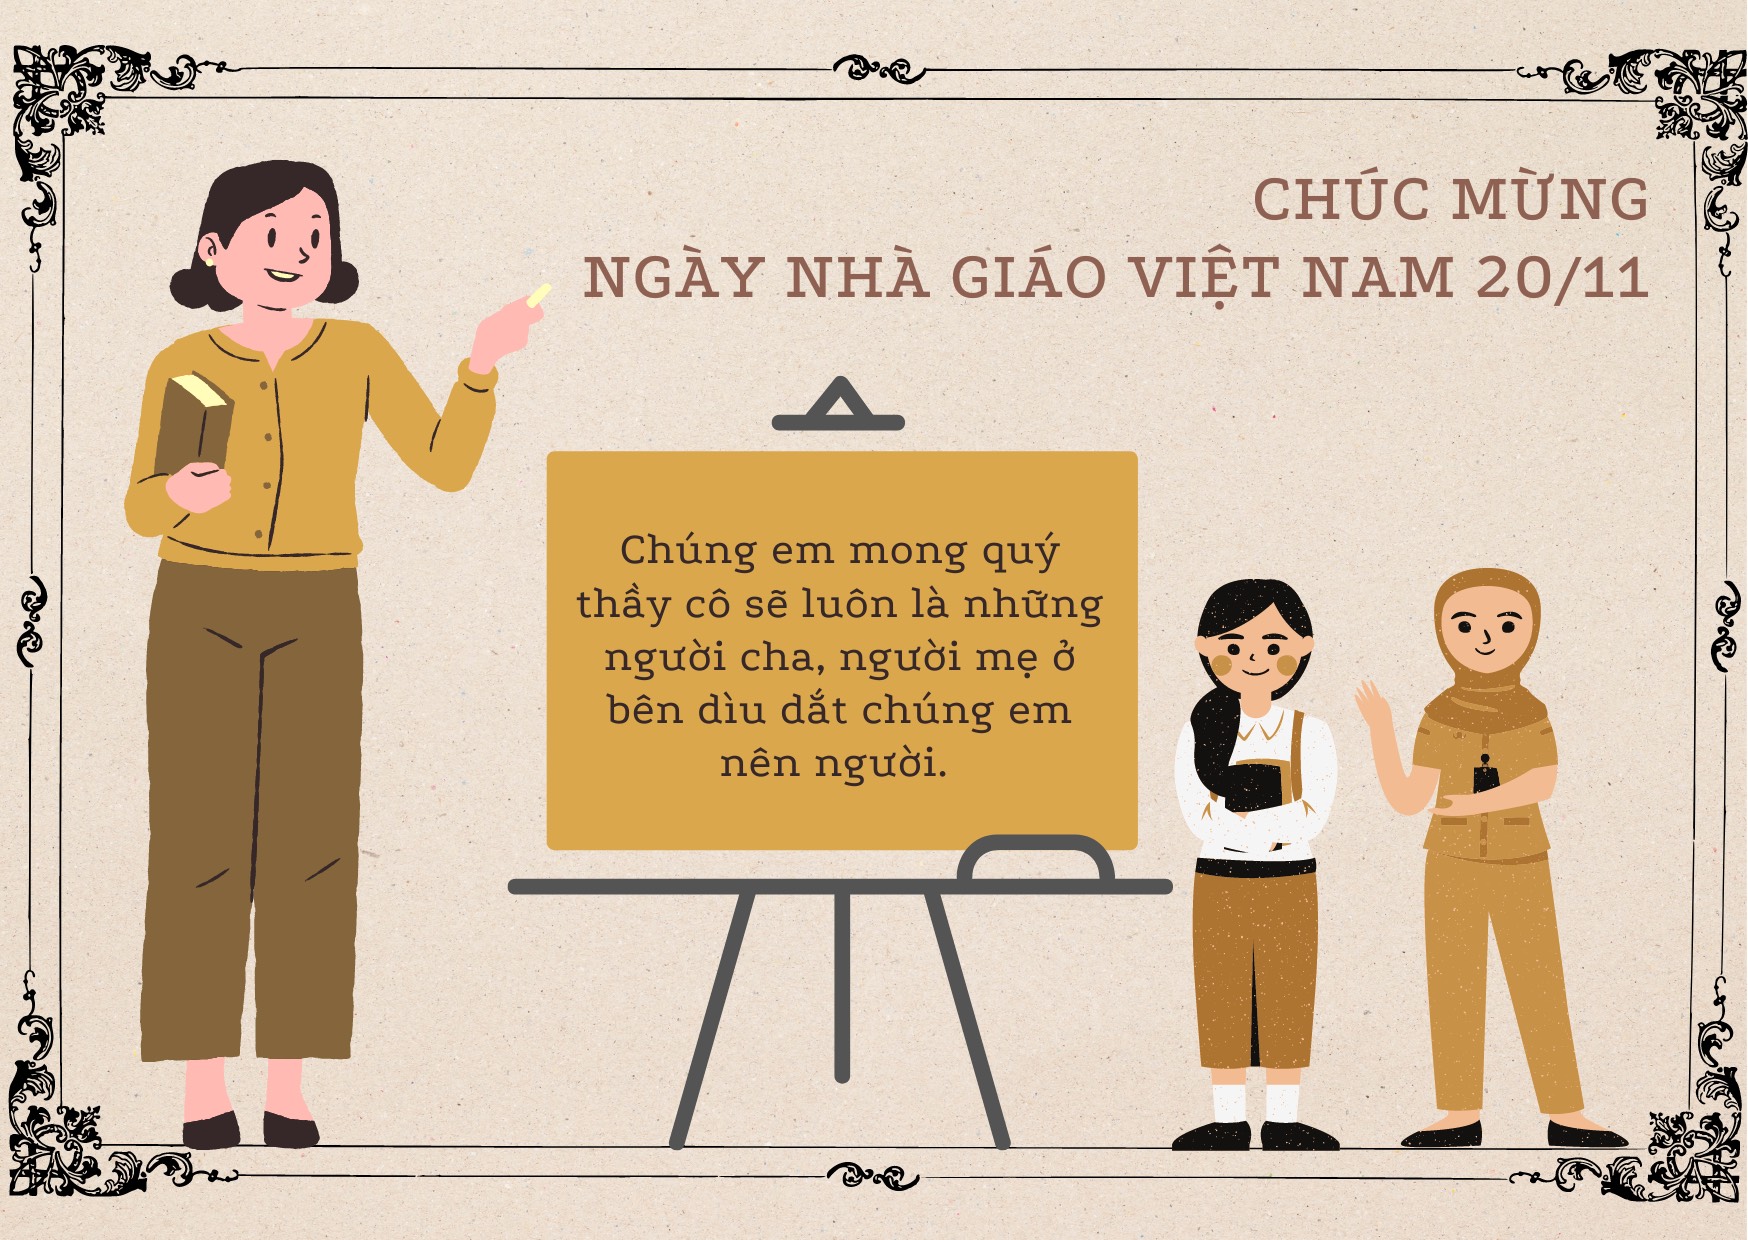 CHÚC MỪNG
NGÀY NHÀ GIÁO VIỆT NAM 20/11
Chúng em mong quý
thầy cô sẽ luôn là những
người cha, người mẹ ở
bên dìu dắt chúng em
nên người.